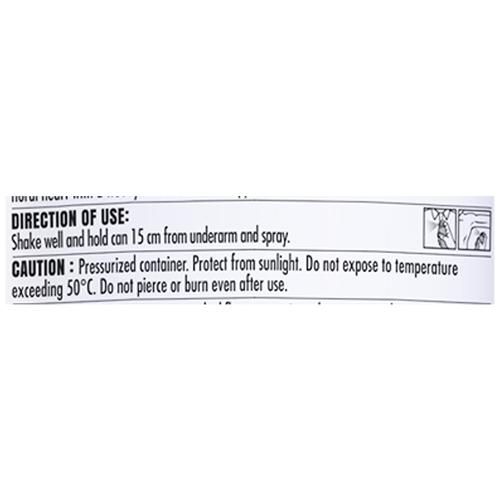 DIRECTION OF USE:
Shake well and hold can 15 cm from underarm and spray.
CAUTION : Pressurized container. Protect from sunlight. Do not expose to temperature
exceeding 50°C. Do not pierce or burn even after use.